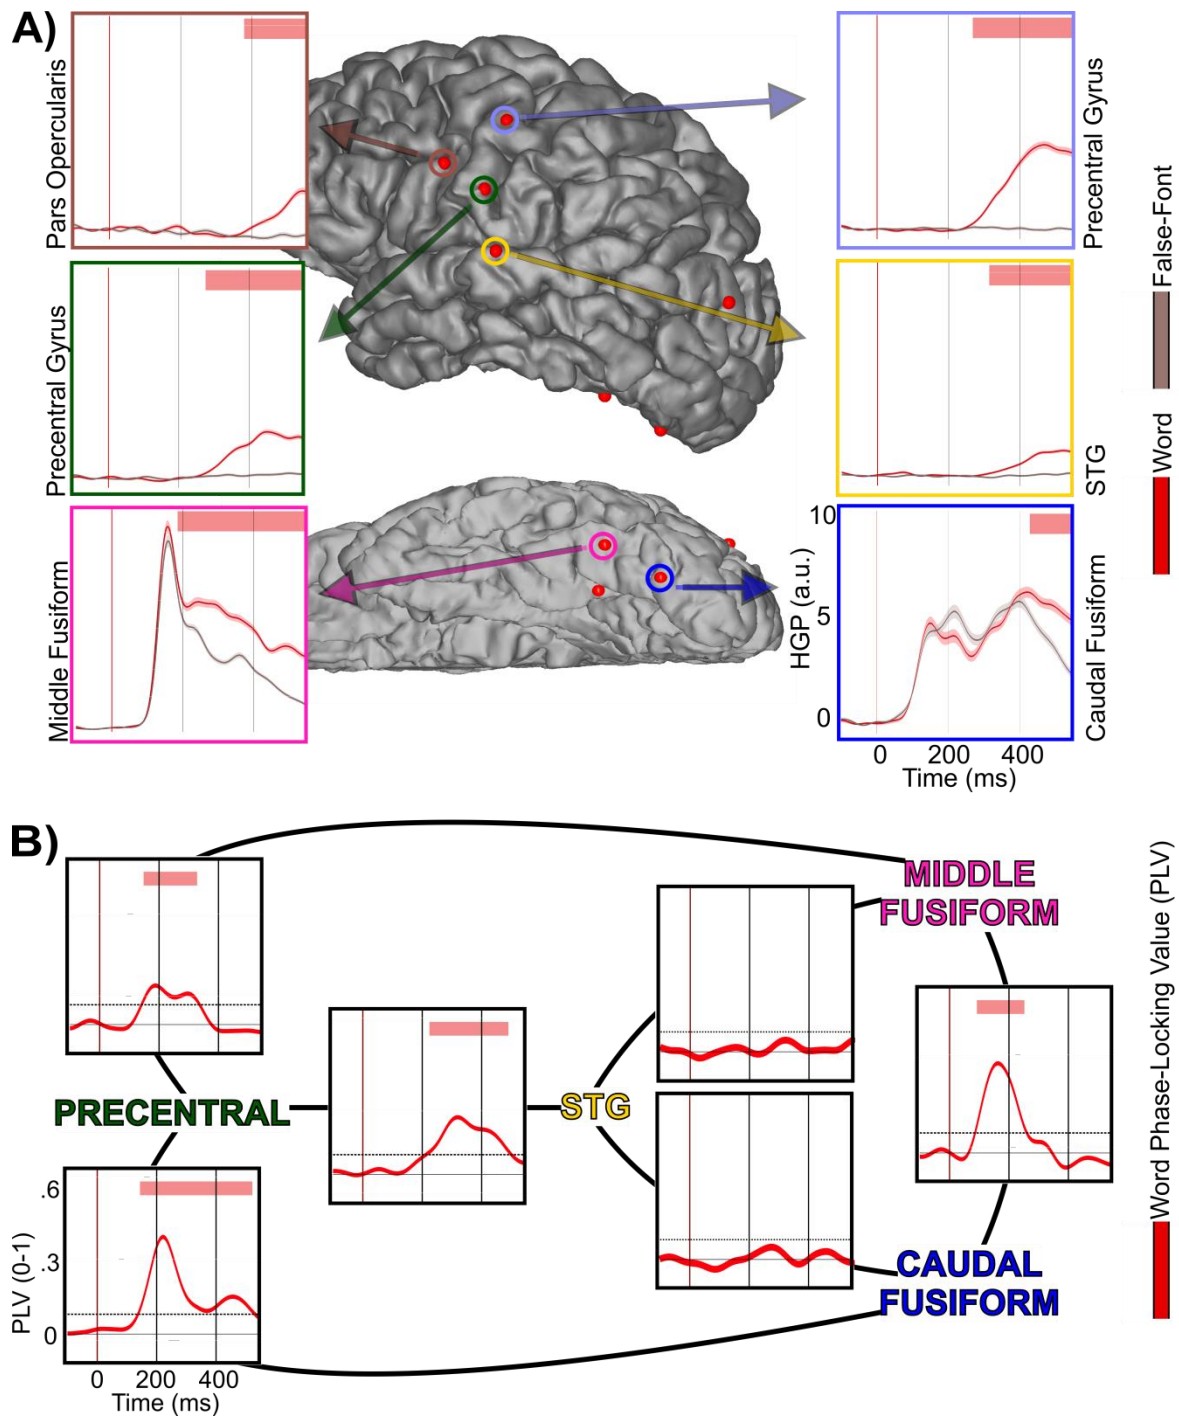 A)
Pars Opercularis
Precentral Gyrus
Precentral Gyrus
STG
Middle Fusiform
Caudal Fusiform
HGP (a.u.)
10
5
0
0 200 400
Time (ms)
False-Font
Word
B)
MIDDLE
FUSIFORM
PRECENTRAL
STG
CAUDAL
FUSIFORM
PLV (0-1)
.6
.3
0
0 200 400
Time (ms)
Word Phase-Locking Value (PLV)